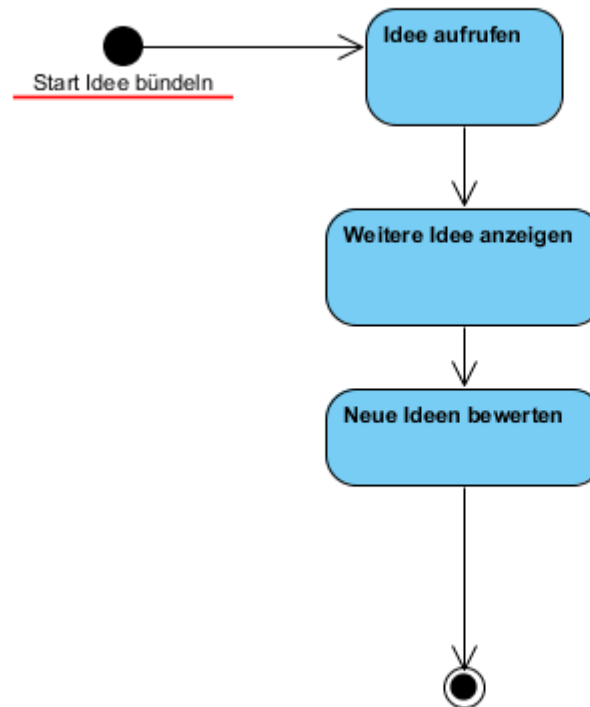 Idee aufrufen
Start Idee bündeln
Weitere Idee anzeigen
Neue Ideen bewerten